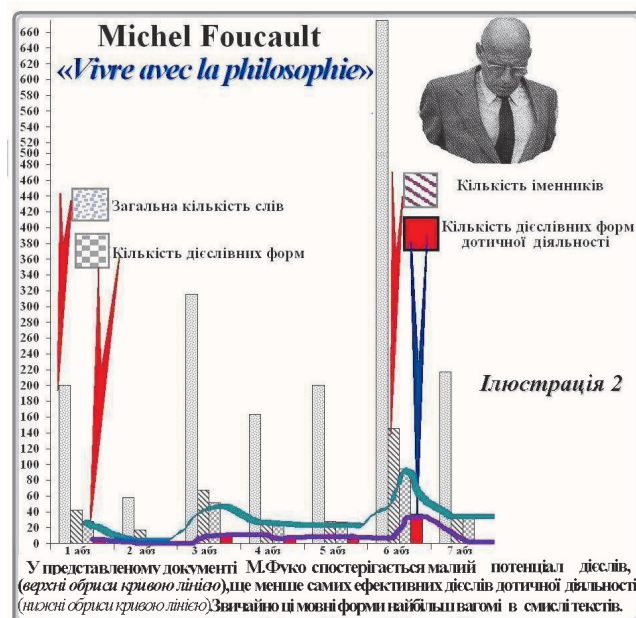 Michel Foucault
«Vivre avec la philosophie»
660
640
620
600
580
560
540
520
500
480
460
440
420
400
380
360
340
320
300
280
260
240
220
200
180
160
140
120
100
80
60
40
20
0
Загальна кількість слів
Кількість дієслівних форм
Кількість іменників
Кількість дієслівних форм
дотичної діяльності
Ілюстрація 2
1 абз 2 абз 3 абз 4 абз 5 абз 6 абз 7 абз
У представленому документі М.Фуко спостерігається малий потенціал дієслів,
(верхні обриси кривою лінією),ще менше самих ефективних дієслів дотичної діяльності
(нижні обриси кривою лінією).Звичайно ці мовні форми найбільш вагомі в смислі текстів.